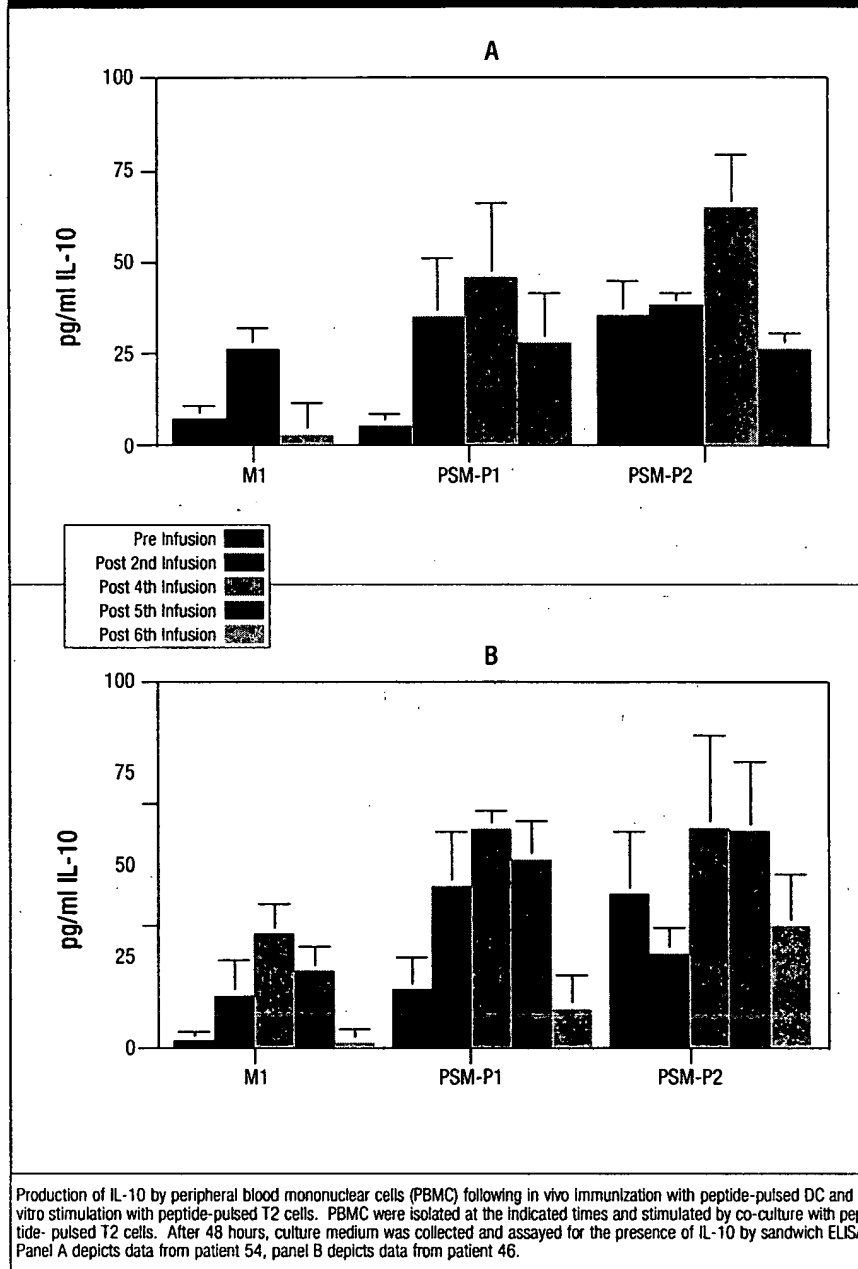 A
100
75
50
25
0
pg/ml IL-10
M1 PSM-P1 PSM-P2
Pre Infusion
Post 2nd Infusion
Post 4th Infusion
Post 5th Infusion
Post 6th Infusion
B
100
75
50
25
0
pg/ml IL-10
M1 PSM-P1 PSM-P2
Production of IL-10 by peripheral blood mononuclear cells (PBMC) following in vivo immunization with peptide-pulsed DC and
vitro stimulation with peptide-pulsed T2 cells. PBMC were isolated at the indicated times and stimulated by co-culture with pep
tide- pulsed T2 cells. After 48 hours, culture medium was collected and assayed for the presence of IL-10 by sandwich ELISA
Panel A depicts data from patient 54, panel B depicts data from patient 46.